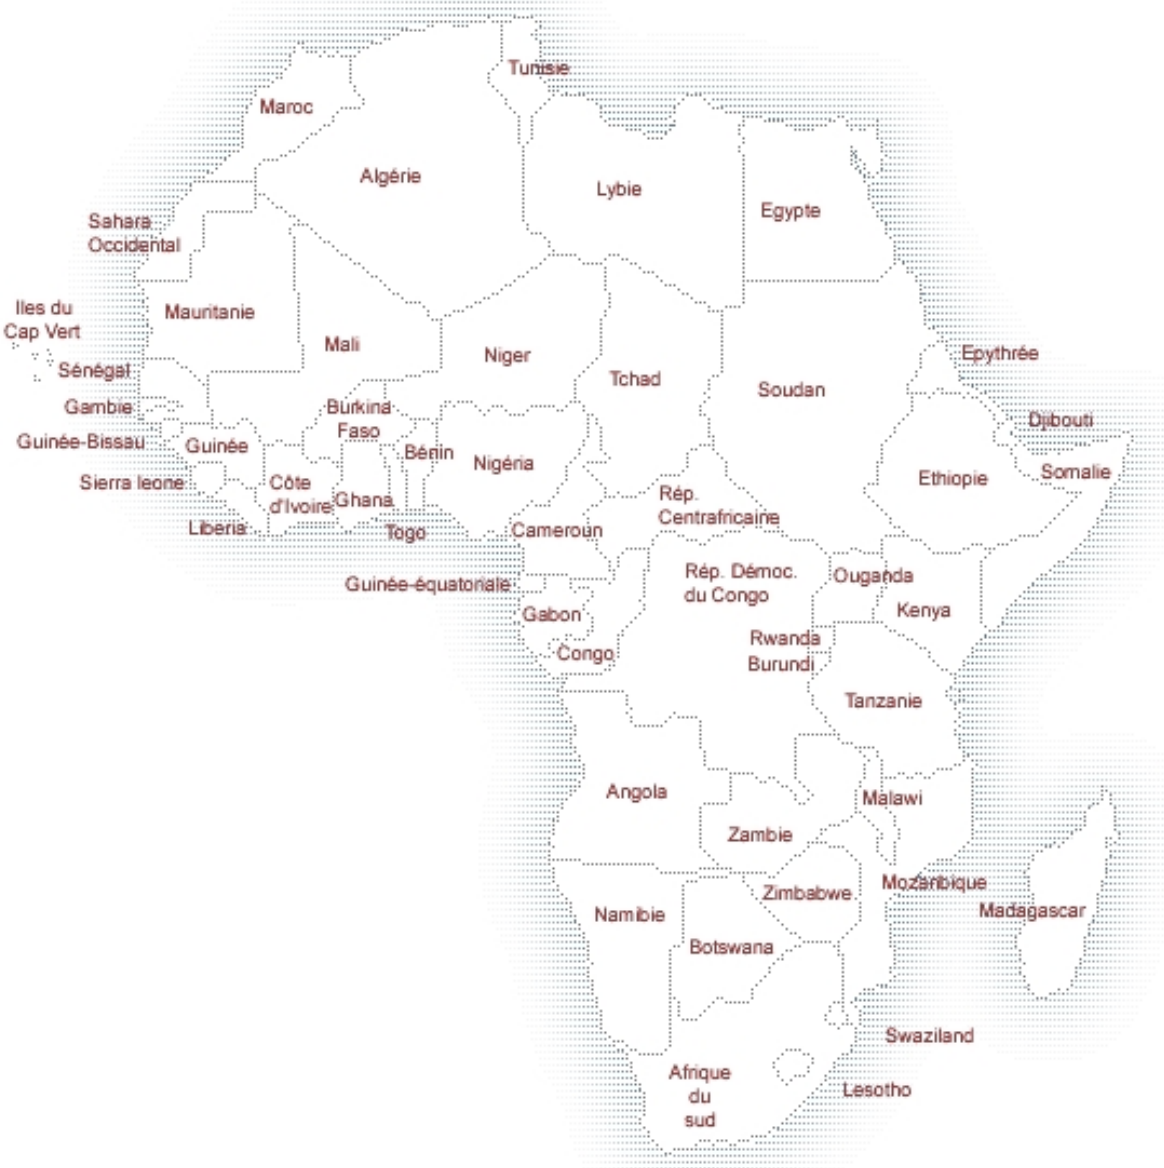 Tunisie
Maroc
Algérie
Lybie
Egypte
Sahara
Occidental
Iles du
Cap Vert
Mauritanie
Mali
Niger
Tchad
Soudan
Epythrée
Sénégal
Gambie
Burkina
Faso
Djibouti
Guinée-Bissau
Guinée
Bénin
Nigéria
Ethiopie
Somalie
Sierra leone
Côte
d'Ivoire
Ghana
Rép.
Centrafricaine
Liberia
Togo
Cameroun
Guinée-équatoriale
Rép. Démoc.
du Congo
Ouganda
Gabon
Kenya
Congo
Rwanda
Burundi
Tanzanie
Angola
Malawi
Zambie
Zimbabwe
Mozanbique
Madagascar
Namibie
Botswana
Swaziland
Afrique
du
sud
Lesotho